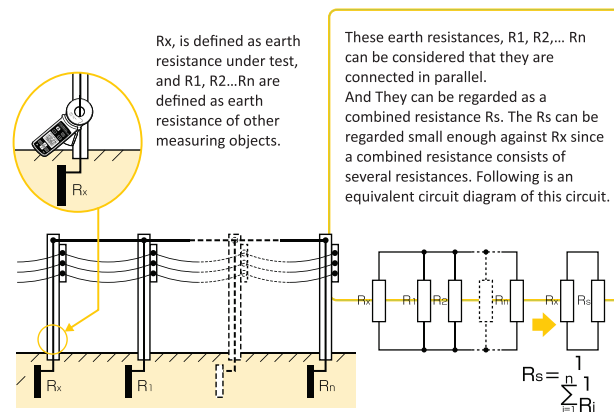 Rx, is defined as earth
resistance under test,
and R1, R2...Rn are
defined as earth
resistance of other
measuring objects.
These earth resistances, R1, R2,... Rn
can be considered that they are
connected in parallel.
And They can be regarded as a
combined resistance Rs. The Rs can be
regarded small enough against Rx since
a combined resistance consists of
several resistances. Following is an
equivalent circuit diagram of this circuit.
Rx
Rx R1 Rn
Rx R1 R2 Rn Rx Rs
Rs= 1
n 1
∑
i=1 Ri